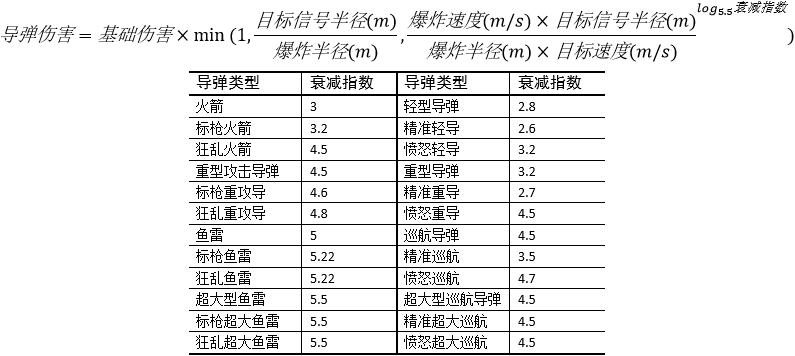 导弹伤害 = 基础伤害 × min (1, 目标信号半径(m) / 爆炸半径(m), 爆炸速度(m/s) × 目标信号半径(m) / 爆炸半径(m) × 目标速度(m/s) ^ log5.5衰减指数)
导弹类型 衰减指数 导弹类型 衰减指数
火箭 3 轻型导弹 2.8
标枪火箭 3.2 精准轻导 2.6
狂乱火箭 4.5 愤怒轻导 3.2
重型攻击导弹 4.5 重型导弹 3.2
标枪重攻导 4.6 精准重导 2.7
狂乱重攻导 4.8 愤怒重导 4.5
鱼雷 5 巡航导弹 4.5
标枪鱼雷 5.22 精准巡航 3.5
狂乱鱼雷 5.22 愤怒巡航 4.7
超大型鱼雷 5.5 超大型巡航导弹 4.5
标枪超大鱼雷 5.5 精准超大巡航 4.5
狂乱超大鱼雷 5.5 愤怒超大巡航 4.5